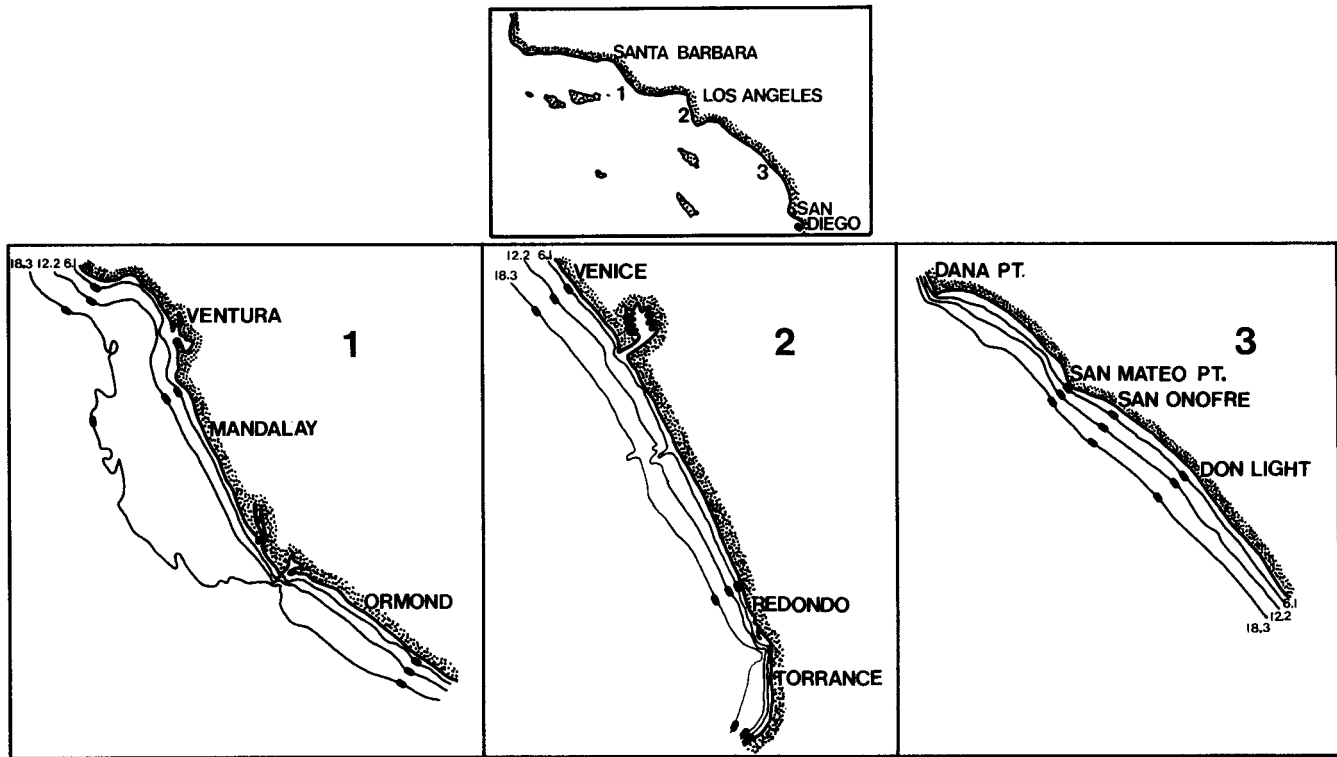 SANTA BARBARA
1
LOS ANGELES
2
3
SAN
DIEGO
18.3 12.2 6.1
VENTURA
1
MANDALAY
ORMOND
12.2 6.1
18.3
VENICE
2
REDONDO
TORRANCE
DANA PT.
3
SAN MATEO PT.
SAN ONOFRE
DON LIGHT
6.1
12.2
18.3